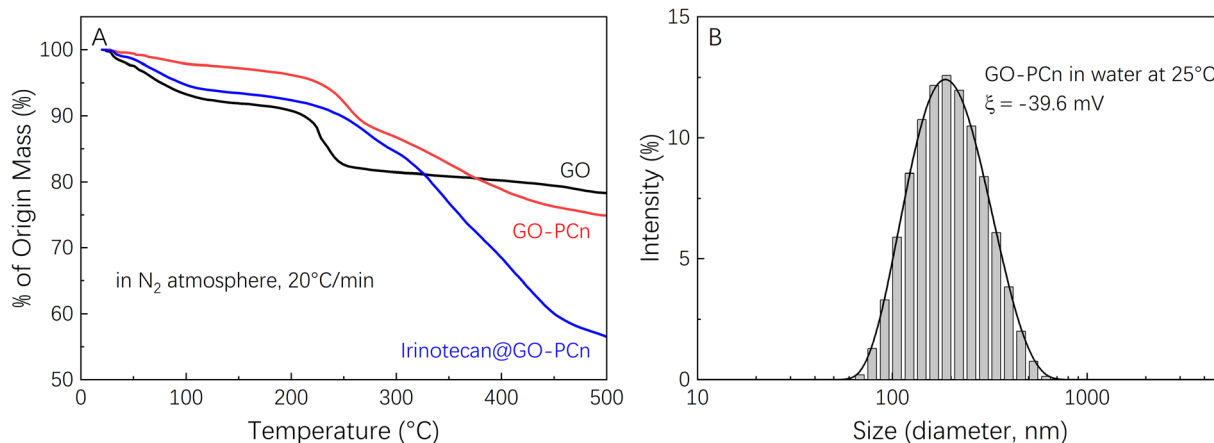 A
% of Origin Mass (%)
100
90
80
70
60
50
GO
GO-PCn
in N₂ atmosphere, 20°C/min
Irinotecan@GO-PCn
0
100
200
300
400
500
Temperature (°C)
B
Intensity (%)
15
10
5
0
GO-PCn in water at 25°C
ξ = -39.6 mV
10
100
1000
Size (diameter, nm)